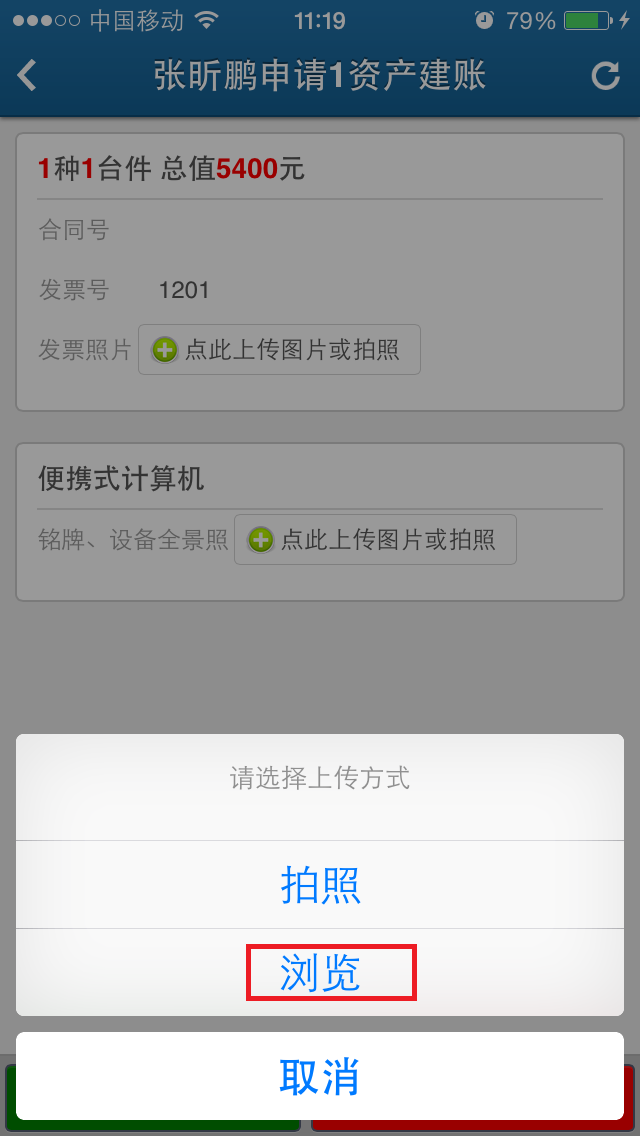 中国移动 11:19 79%
张昕鹏申请1资产建账
1种1台件 总值5400元
合同号
发票号 1201
发票照片 点此上传图片或拍照
便携式计算机
铭牌、设备全景照 点此上传图片或拍照
请选择上传方式
拍照
浏览
取消